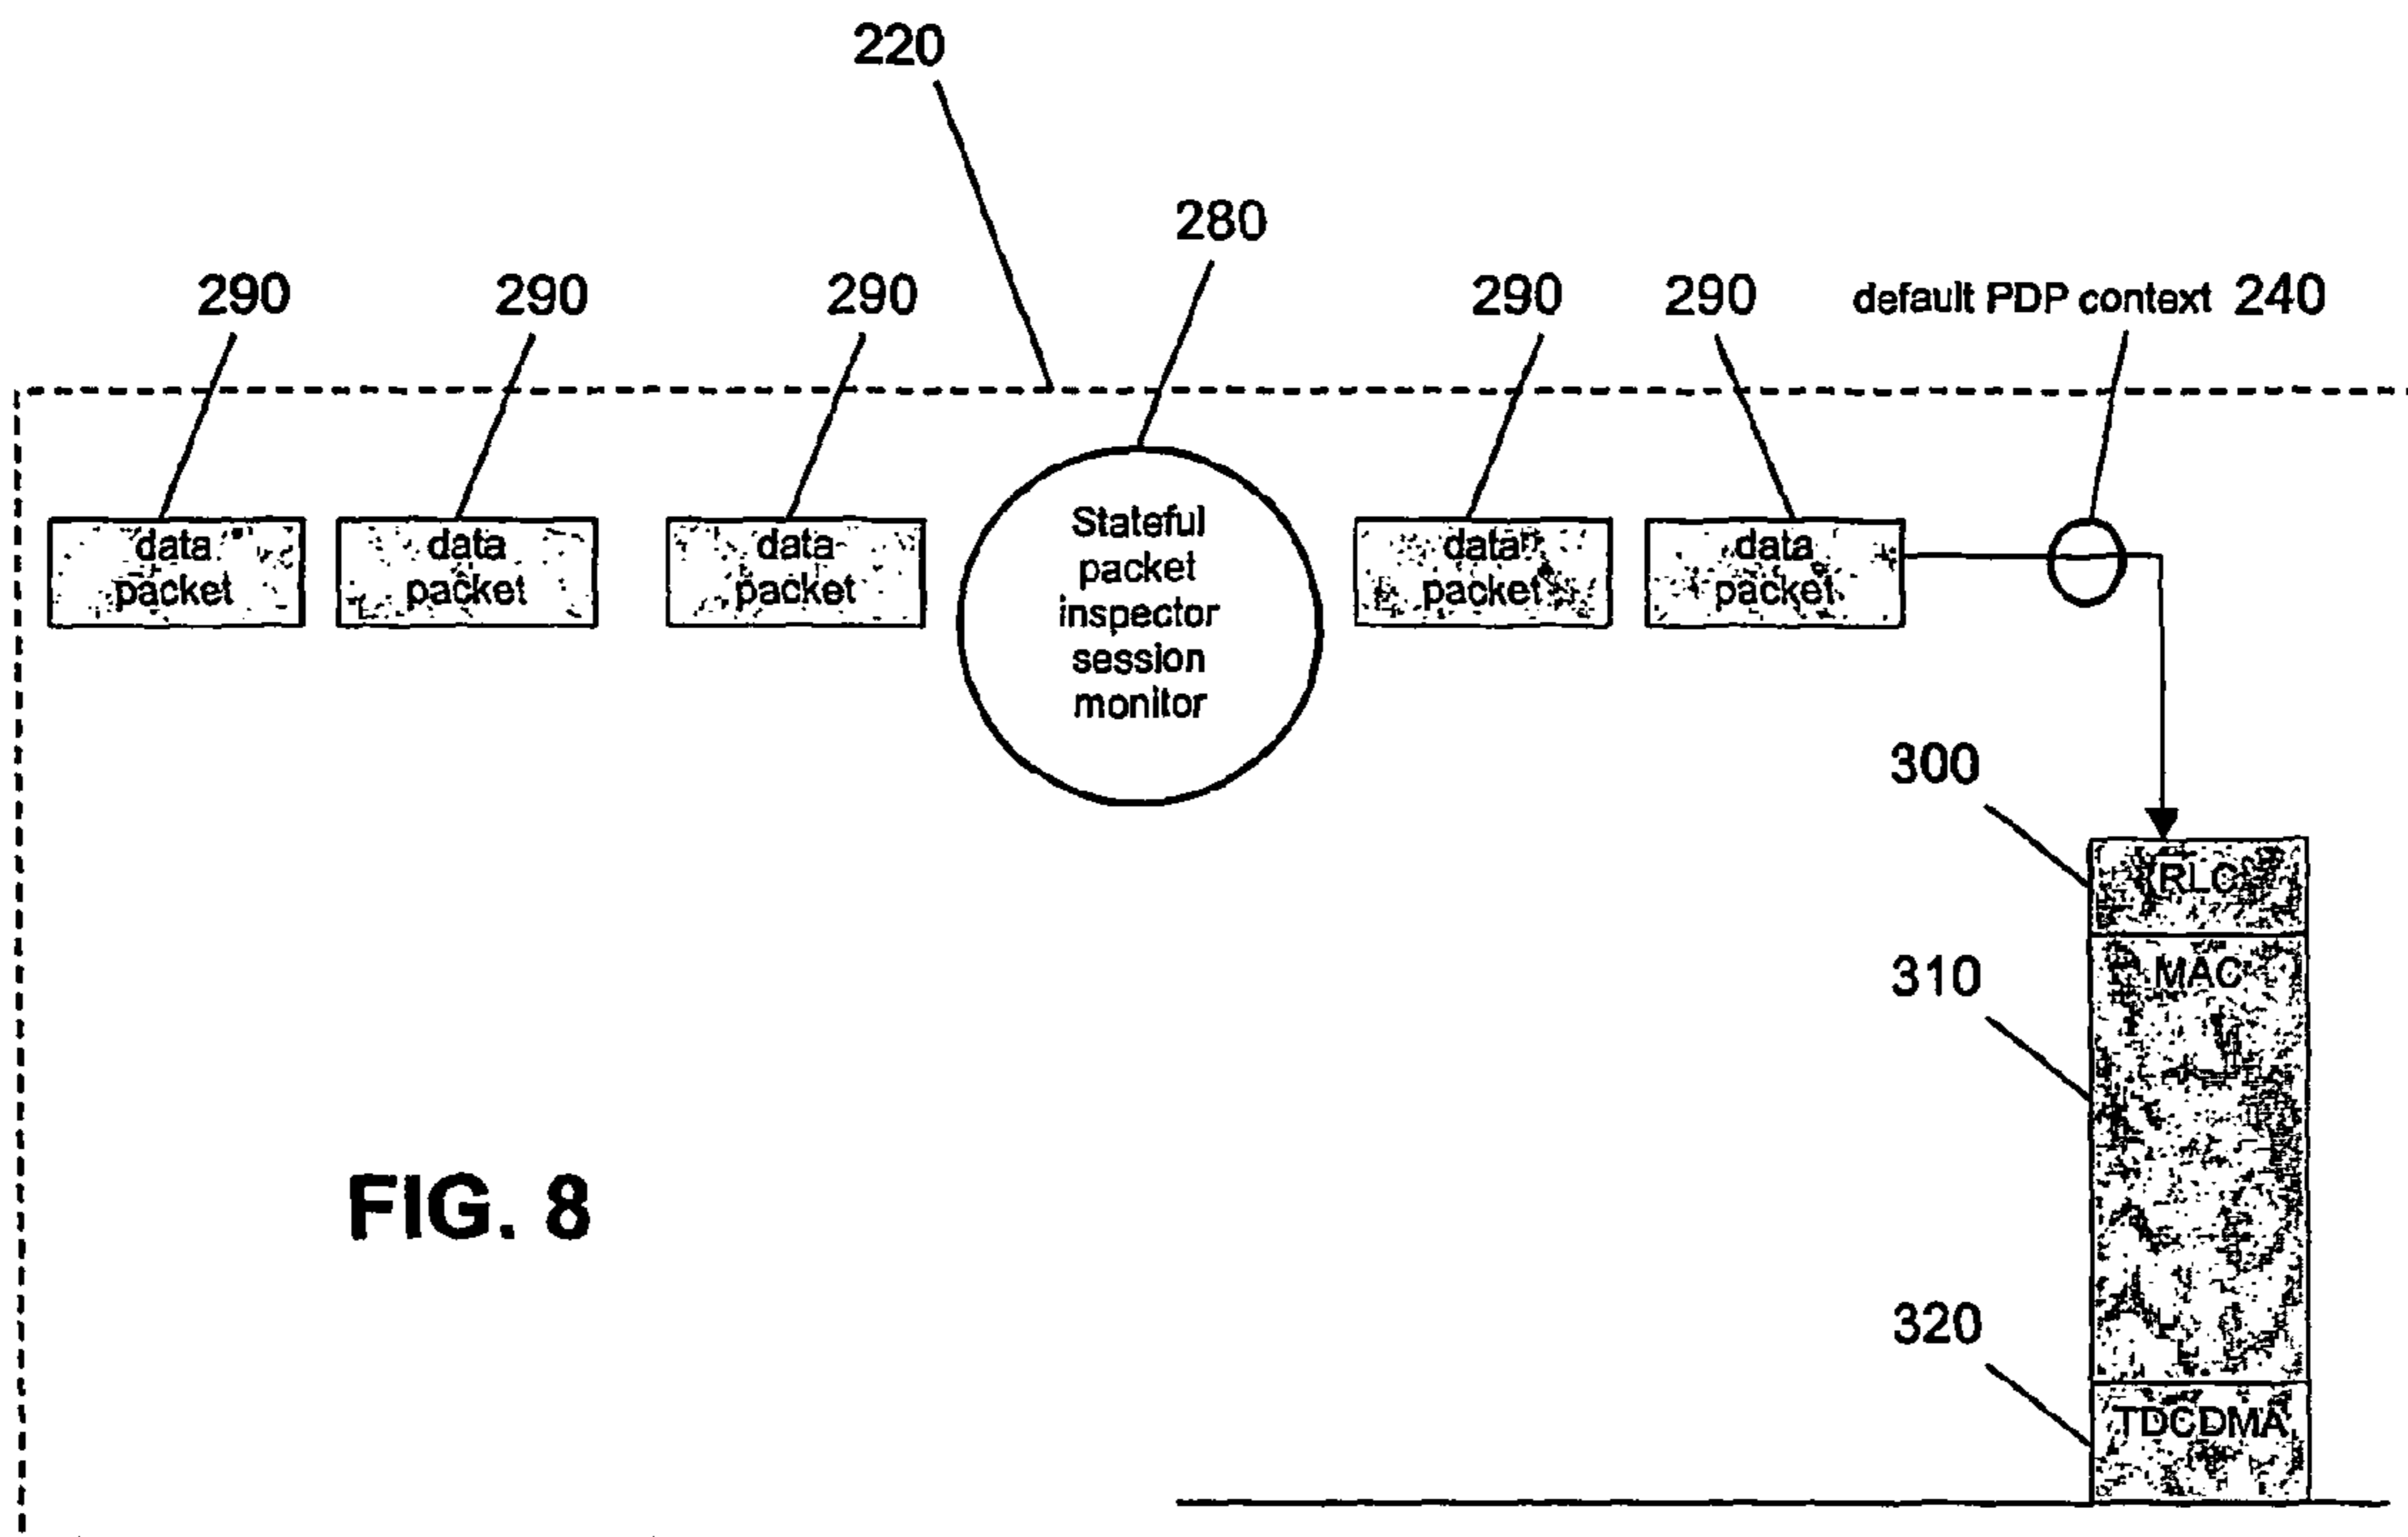 220
280
290
290
290
290
290
default PDP context 240
data
packet
data
packet
data
packet
Stateful
packet
inspector
session
monitor
data
packet
data
packet
300
RLC
310
MAC
320
TDCDMA
FIG. 8